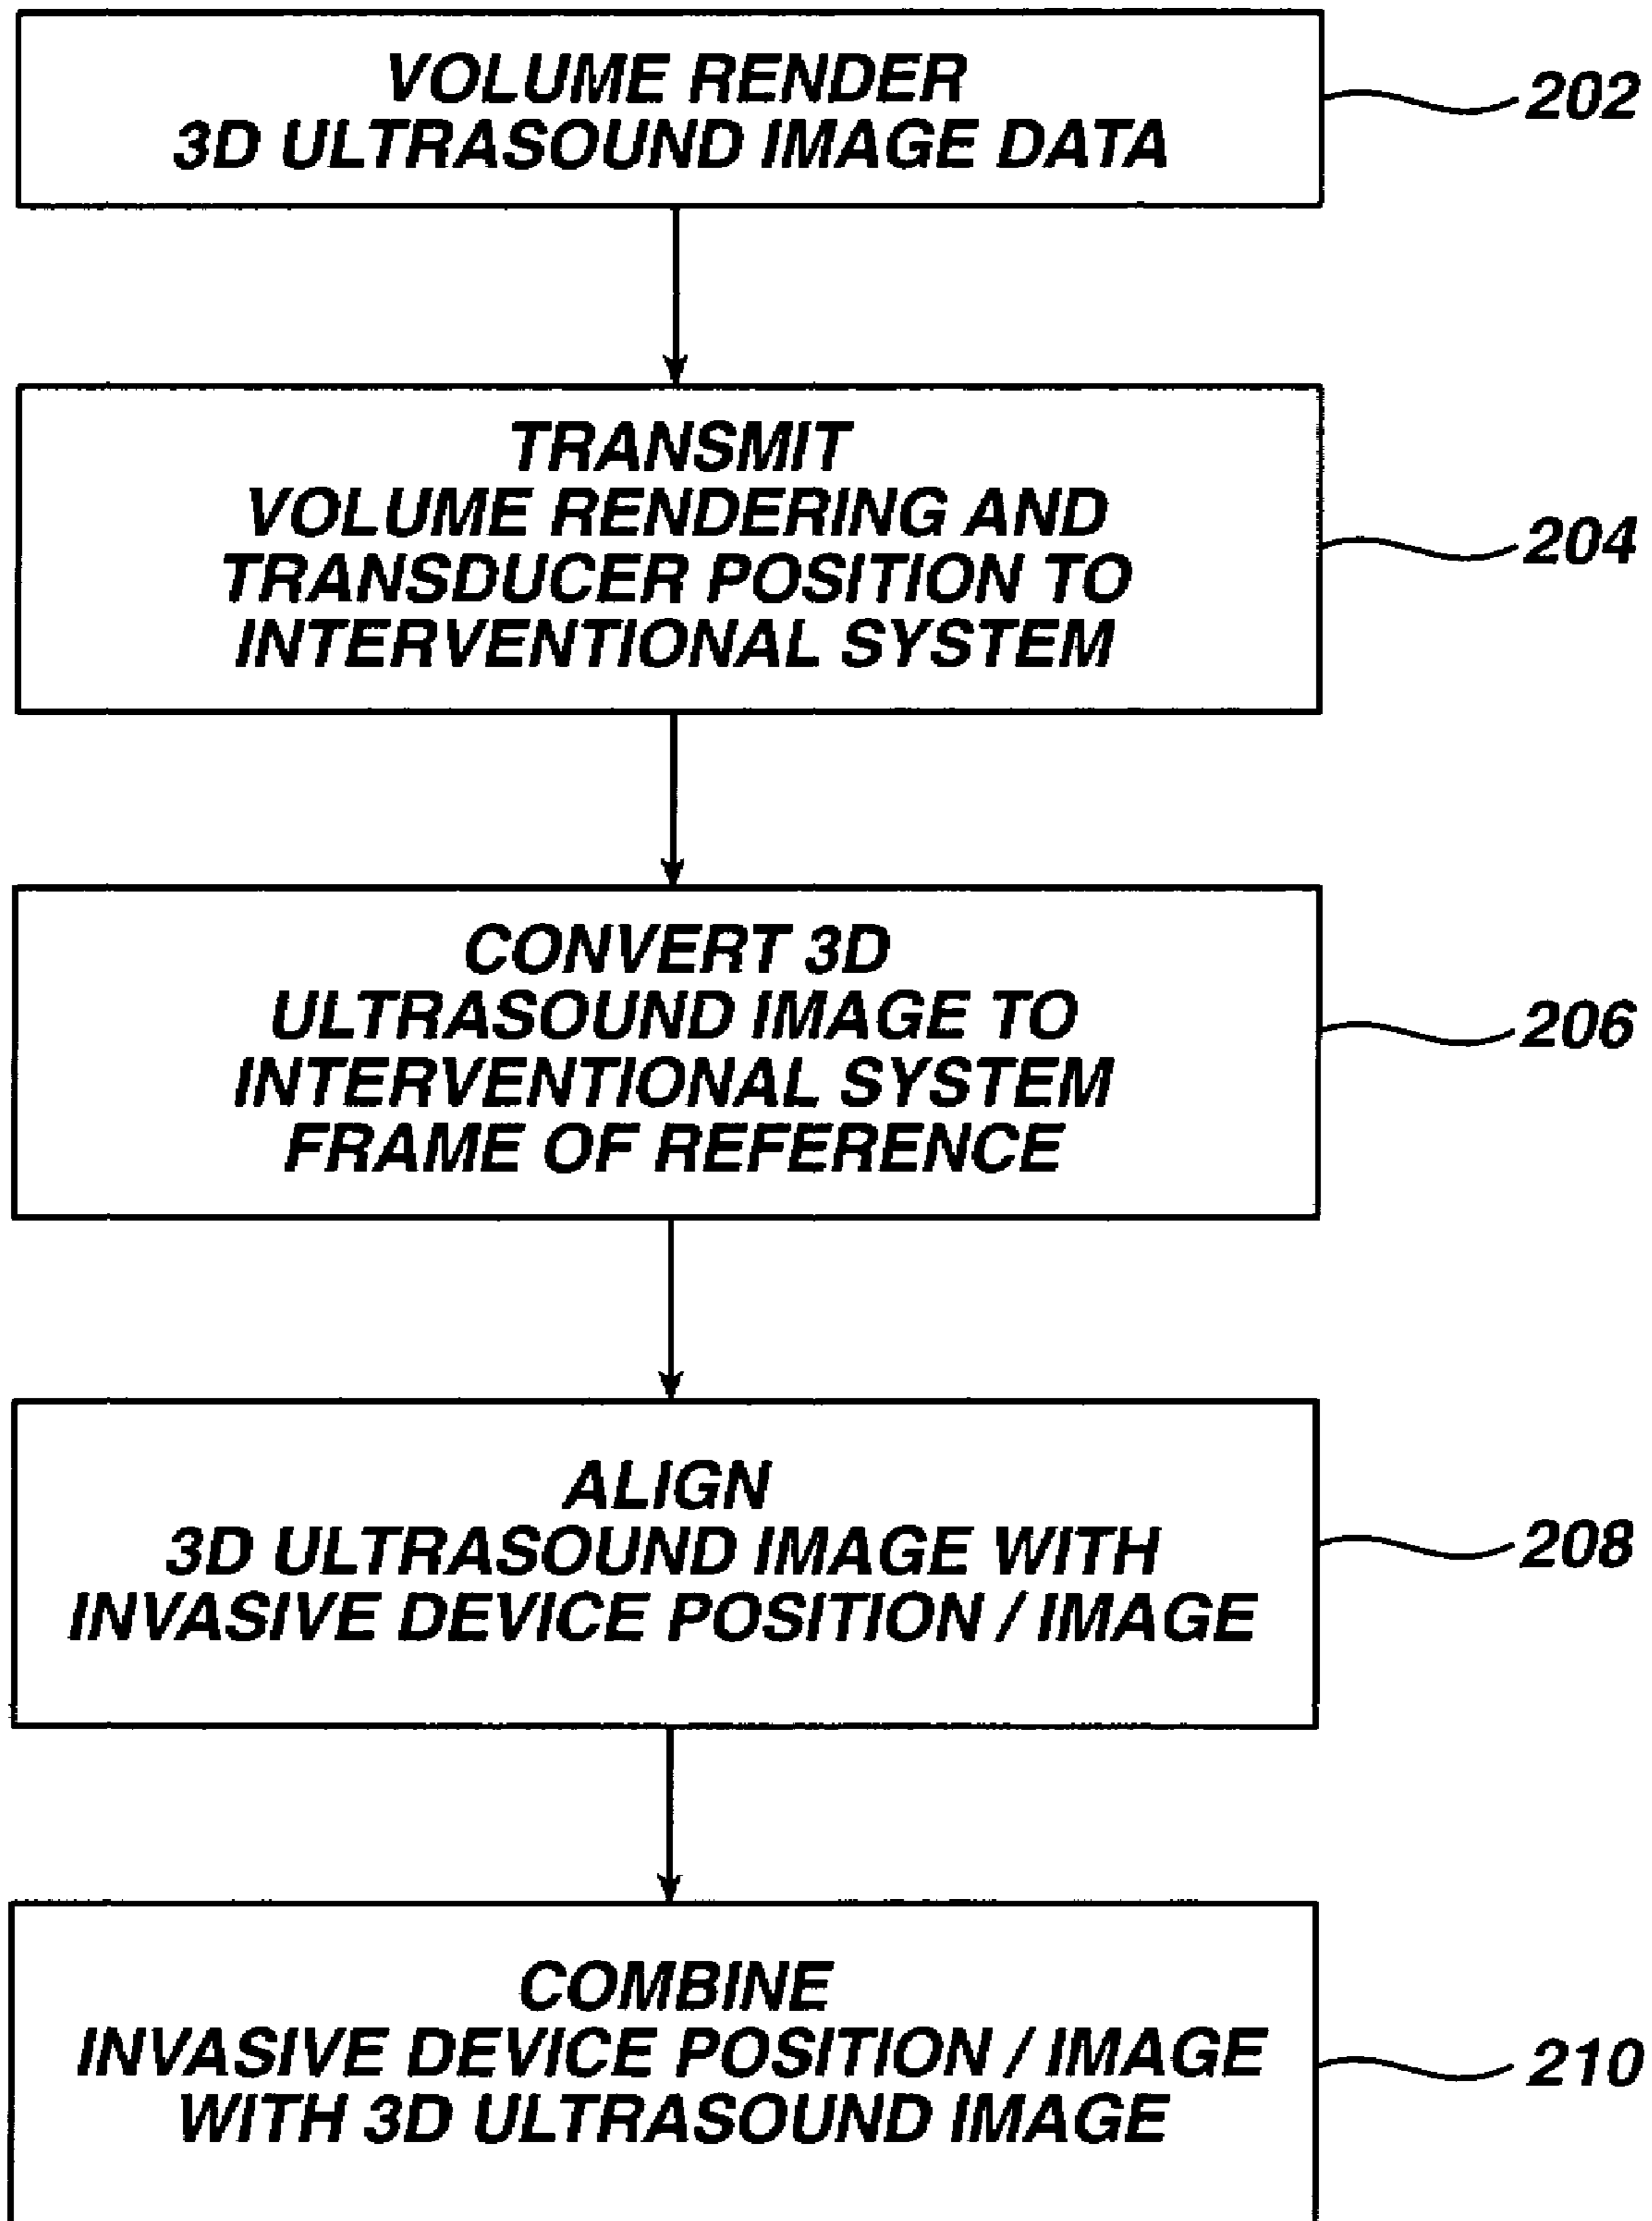 VOLUME RENDER
3D ULTRASOUND IMAGE DATA
202
TRANSMIT
VOLUME RENDERING AND
TRANSDUCER POSITION TO
INTERVENTIONAL SYSTEM
204
CONVERT 3D
ULTRASOUND IMAGE TO
INTERVENTIONAL SYSTEM
FRAME OF REFERENCE
206
ALIGN
3D ULTRASOUND IMAGE WITH
INVASIVE DEVICE POSITION / IMAGE
208
COMBINE
INVASIVE DEVICE POSITION / IMAGE
WITH 3D ULTRASOUND IMAGE
210